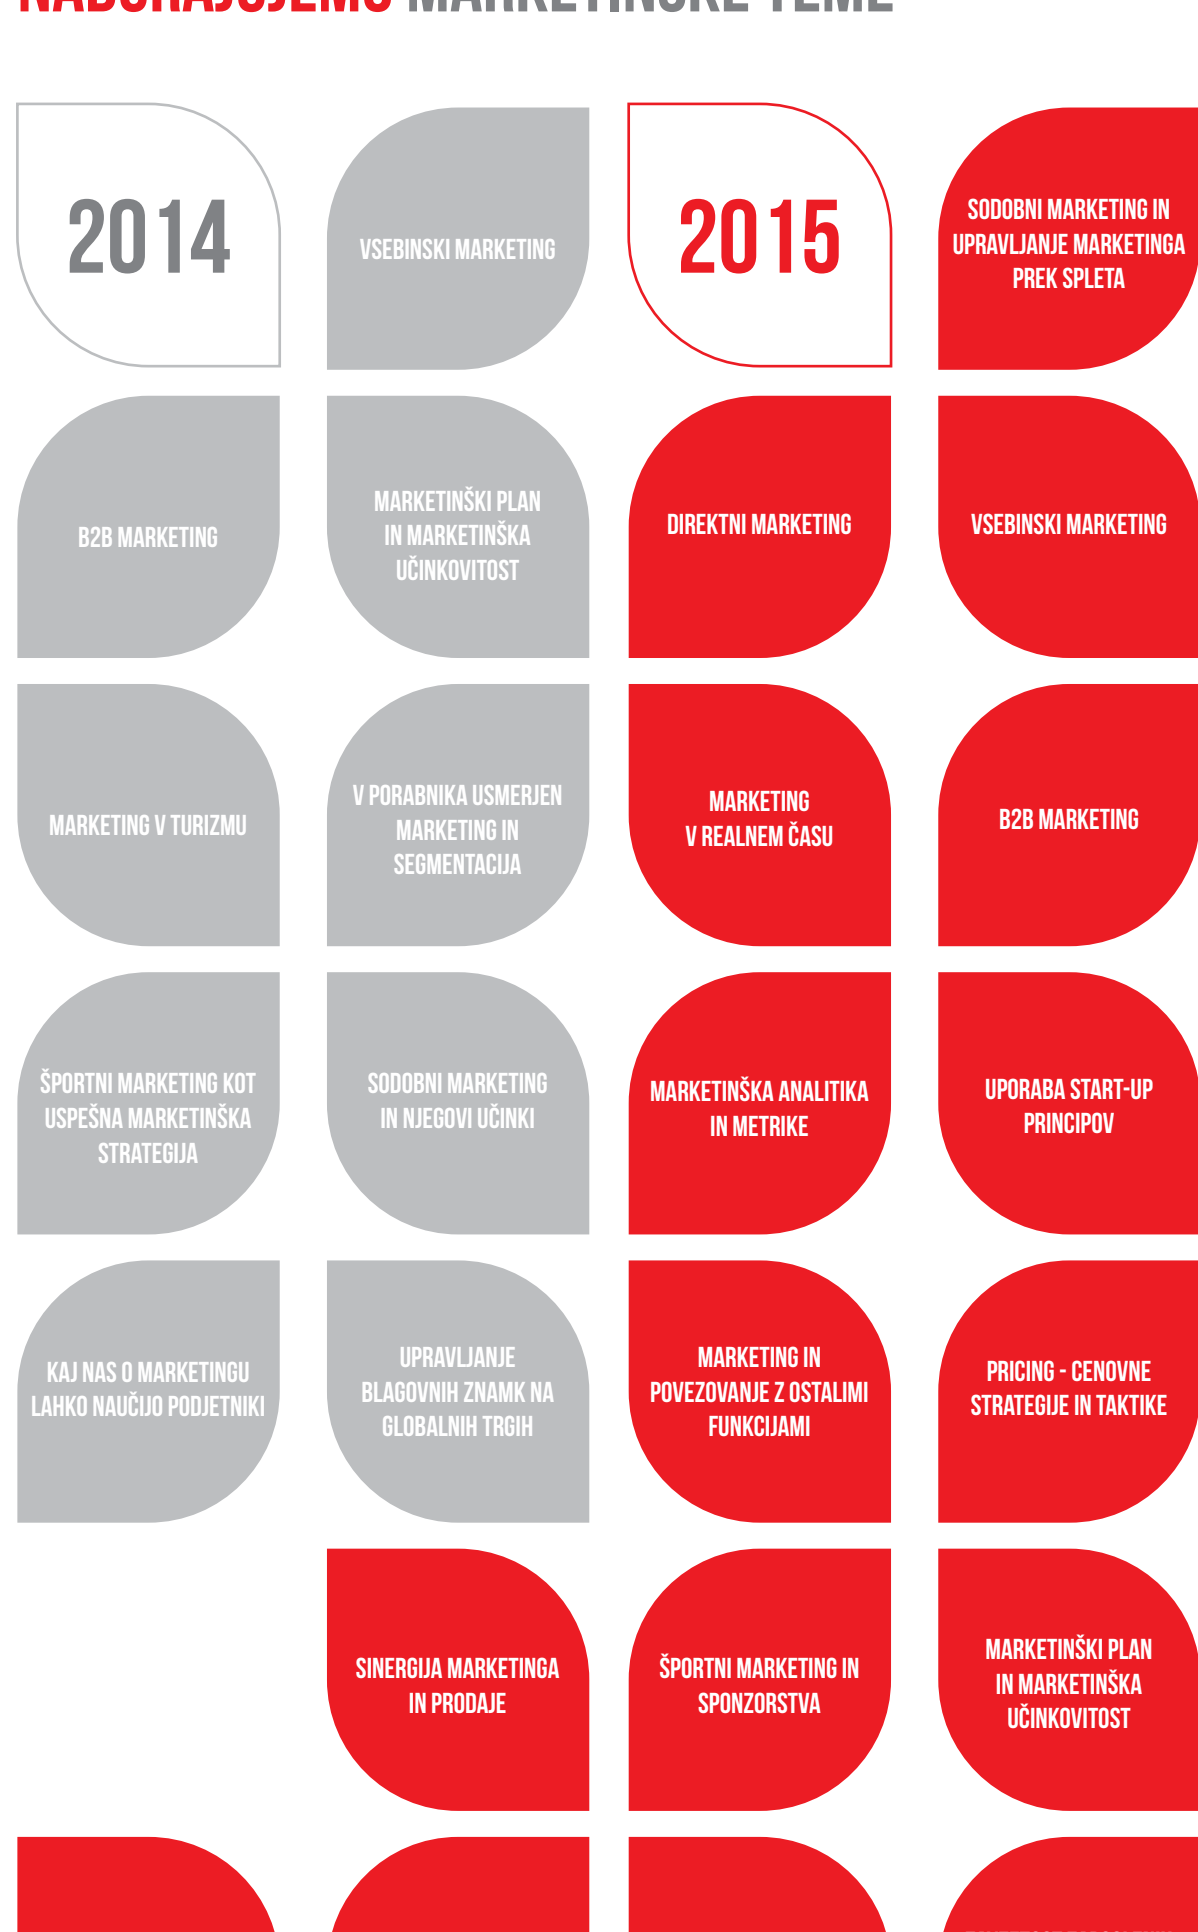 MARKETINŠKE TEME
2014
VSEBINSKI MARKETING
2015
SODOBNI MARKETING IN
UPRAVLJANJE MARKETINGA
PREK SPLETA
B2B MARKETING
MARKETINŠKI PLAN
IN MARKETINŠKA
UČINKOVITOST
DIREKTNI MARKETING
VSEBINSKI MARKETING
MARKETING V TURIZMU
V PORABNIKA USMERJEN
MARKETING IN
SEGMENTACIJA
MARKETING
V REALNEM ČASU
B2B MARKETING
ŠPORTNI MARKETING KOT
USPEŠNA MARKETINŠKA
STRATEGIJA
SODOBNI MARKETING
IN NJEGOVI UČINKI
MARKETINŠKA ANALITIKA
IN METRIKE
UPORABA START-UP
PRINCIPOV
KAJ NAS O MARKETINGU
LAHKO NAUČIJO PODJETNIKI
UPRAVLJANJE
BLAGOVNIH ZNAMK NA
GLOBALNIH TRGIH
MARKETING IN
POVEZOVANJE Z OSTALIMI
FUNKCIJAMI
PRICING - CENOVNE
STRATEGIJE IN TAKTIKE
SINERGIJA MARKETINGA
IN PRODAJE
ŠPORTNI MARKETING IN
SPONZORSTVA
MARKETINŠKI PLAN
IN MARKETINŠKA
UČINKOVITOST